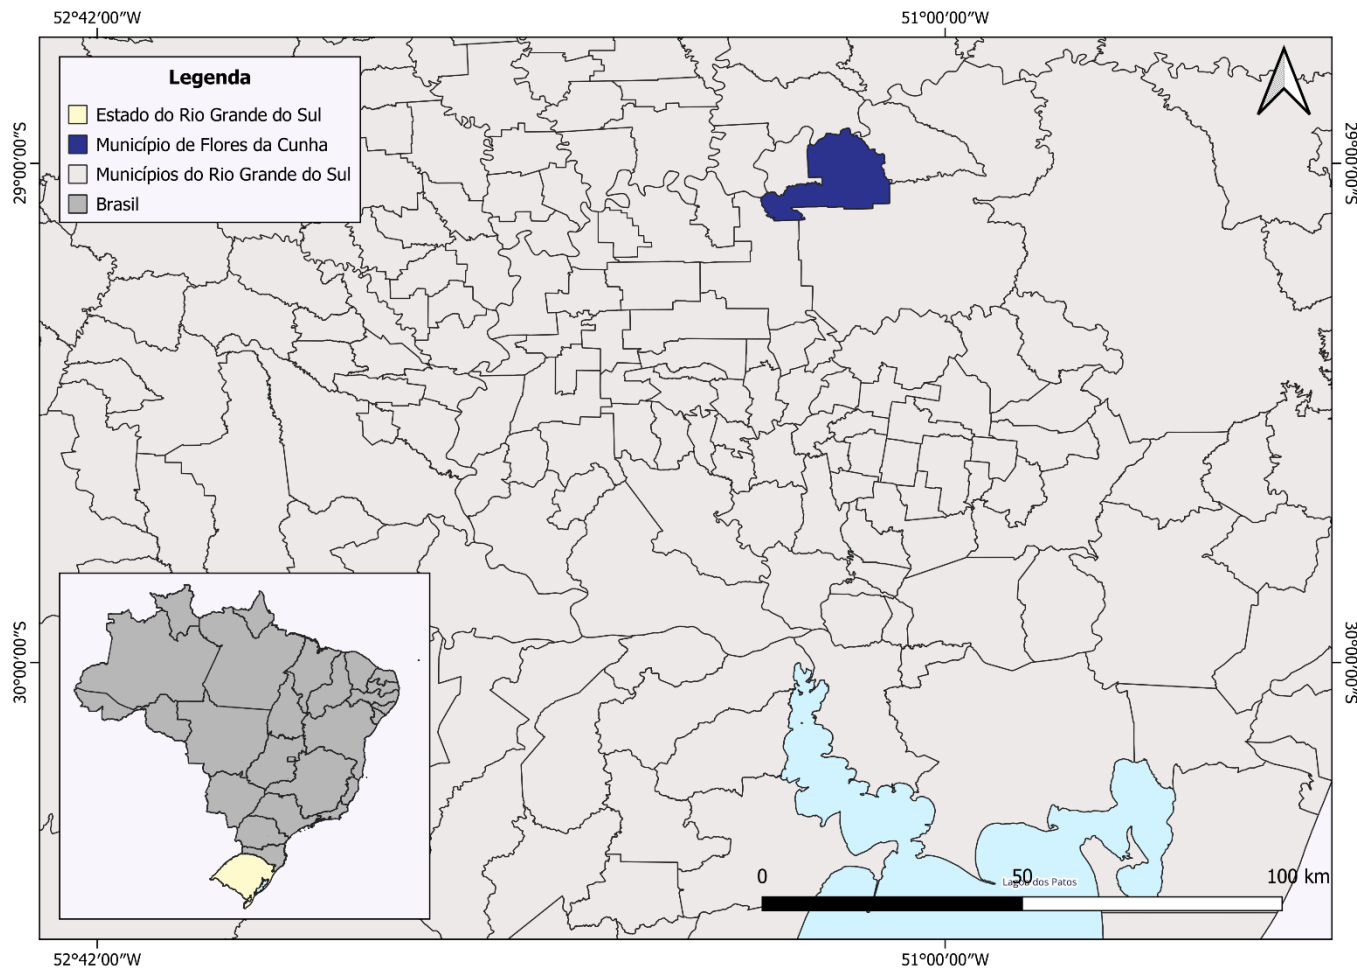 52°42′00″W
51°00′00″W
Legenda
Estado do Rio Grande do Sul
Município de Flores da Cunha
Municípios do Rio Grande do Sul
Brasil
29°00′00″S
29°00′00″S
30°00′00″S
30°00′00″S
0
50
100 km
Lagoa dos Patos
52°42′00″W
51°00′00″W